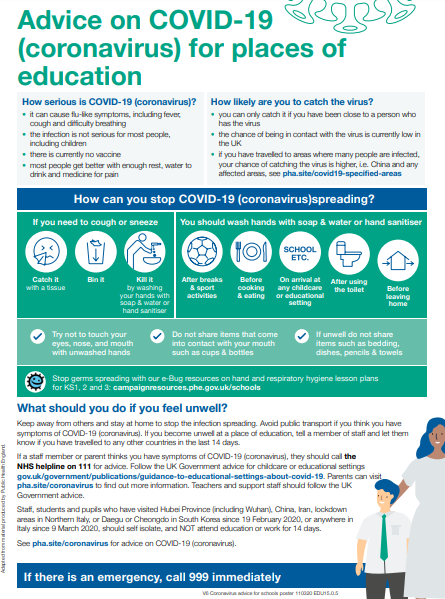 Advice on COVID-19
(coronavirus) for places of
education
How serious is COVID-19 (coronavirus)?
• it can cause flu-like symptoms, including fever,
cough and difficulty breathing
• the infection is not serious for most people,
including children
• there is currently no vaccine
• most people get better with enough rest, water to
drink and medicine for pain
How likely are you to catch the virus?
• you can only catch it if you have been close to a person who
has the virus
• the chance of being in contact with the virus is currently low in
the UK
• if you have travelled to areas where many people are infected,
your chance of catching the virus is higher, i.e. China and any
affected areas, see pha.site/covid19-specified-areas
How can you stop COVID-19 (coronavirus)spreading?
If you need to cough or sneeze
Catch it
with a tissue
Bin it
Kill it
by washing
your hands with
soap & water or
hand sanitiser
You should wash hands with soap & water or hand sanitiser
After breaks
& sport
activities
Before
cooking
& eating
SCHOOL
ETC.
On arrival at
any childcare
or educational
setting
After using
the toilet
Before
leaving
home
Try not to touch your
eyes, nose, and mouth
with unwashed hands
Do not share items that come
into contact with your mouth
such as cups & bottles
If unwell do not share
items such as bedding,
dishes, pencils & towels
Stop germs spreading with our e-Bug resources on hand and respiratory hygiene lesson plans
for KS1, 2 and 3: campaignresources.phe.gov.uk/schools
What should you do if you feel unwell?
Keep away from others and stay at home to stop the infection spreading. Avoid public transport if you think you have
symptoms of COVID-19 (coronavirus). If you become unwell at a place of education, tell a member of staff and let them
know if you have travelled to any other countries in the last 14 days.
If a staff member or parent thinks you have symptoms of COVID-19 (coronavirus), they should call the
NHS helpline on 111 for advice. Follow the UK Government advice for childcare or educational settings
gov.uk/government/publications/guidance-to-educational-settings-about-covid-19. Parents can visit
pha.site/coronavirus to find out more information. Teachers and support staff should follow the UK
Government advice.
Staff, students and pupils who have visited Hubei Province (including Wuhan), China, Iran, lockdown
areas in Northern Italy, or Daegu or Cheongdo in South Korea since 19 February 2020, or anywhere in
Italy since 9 March 2020, should self isolate, and NOT attend education or work for 14 days.
See pha.site/coronavirus for advice on COVID-19 (coronavirus).
If there is an emergency, call 999 immediately
V6 Coronavirus advice for schools poster 110320 EDU15.0.5
Adapted from material produced by Public Health England.